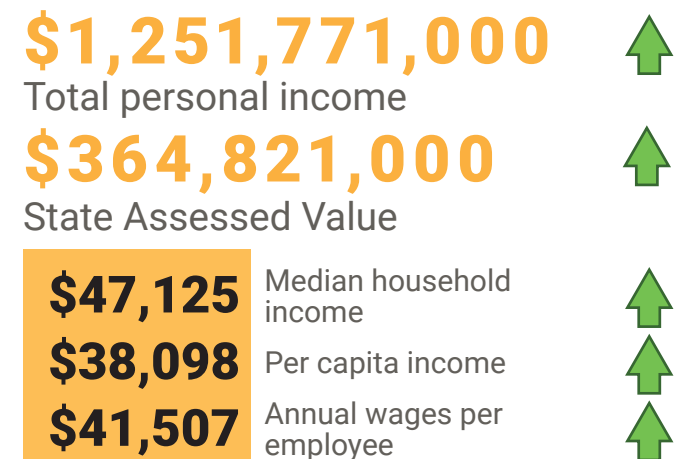 $1,251,771,000
Total personal income
$364,821,000
State Assessed Value
$47,125
Median household
income
$38,098
Per capita income
$41,507
Annual wages per
employee